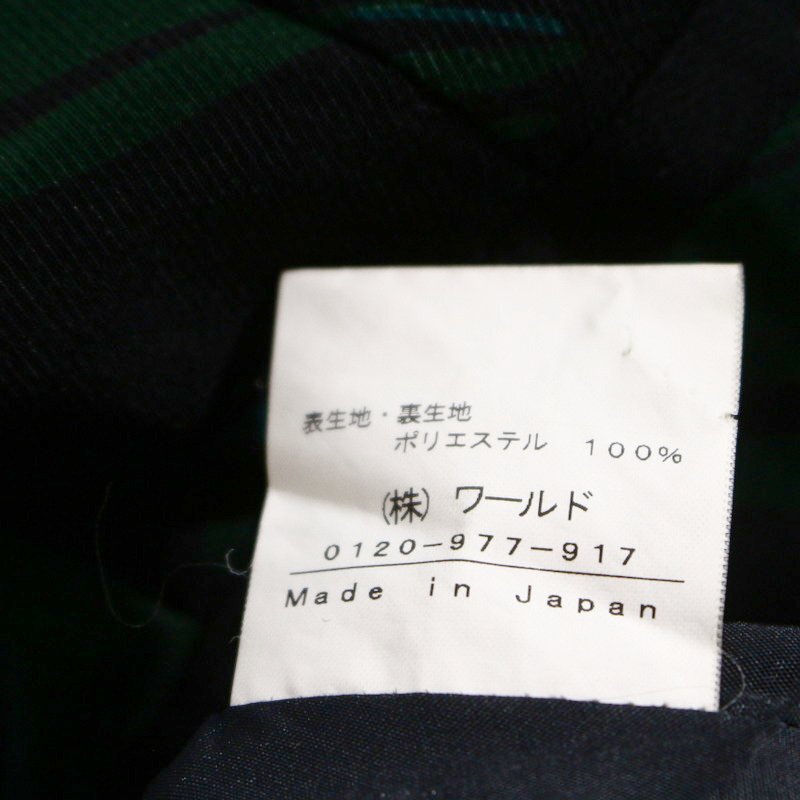 表生地・裏生地
ポリエステル 100%
(株) ワールド
0120-977-917
Made in Japan